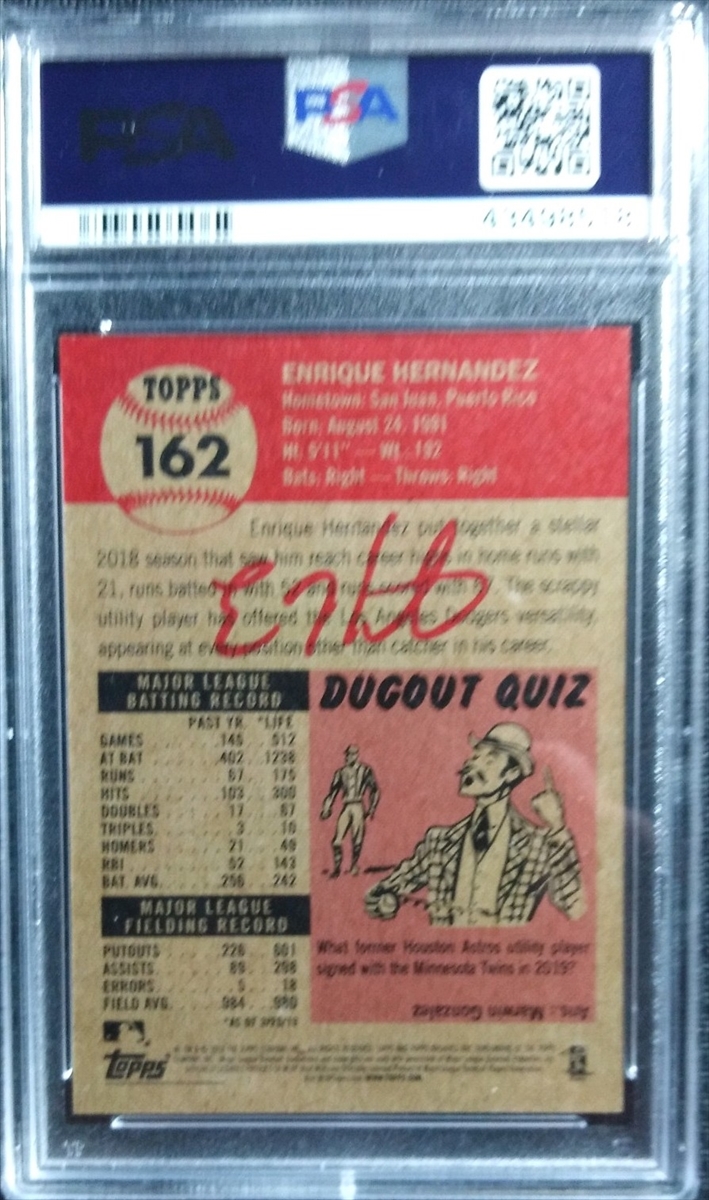 PSA
PSA
43498518
TOPPS
162
ENRIQUE HERNANDEZ
Hometown: San Juan, Puerto Rico
Born: August 24, 1991
Ht. 5'11" — Wt. 192
Bats: Right — Throws: Right
Enrique Hernandez put together a stellar
2018 season that saw him reach career highs in home runs with
21, runs batted in with 52 and runs scored with 67. The scrappy
utility player has offered the Los Angeles Dodgers versatility,
appearing at every position other than catcher in his career.
MAJOR LEAGUE
BATTING RECORD
PAST YR. *LIFE
GAMES 145 512
AT BAT 402 1238
RUNS 67 175
HITS 103 300
DOUBLES 17 67
TRIPLES 3 10
HOMERS 21 49
RBI 52 143
BAT. AVG. .256 .242
MAJOR LEAGUE
FIELDING RECORD
PUTOUTS 226 601
ASSISTS 89 298
ERRORS 5 18
FIELD AVG. .984 .980
DUGOUT QUIZ
What former Houston Astros utility player
signed with the Minnesota Twins in 2019?
Ans.: Marwin Gonzalez
topps